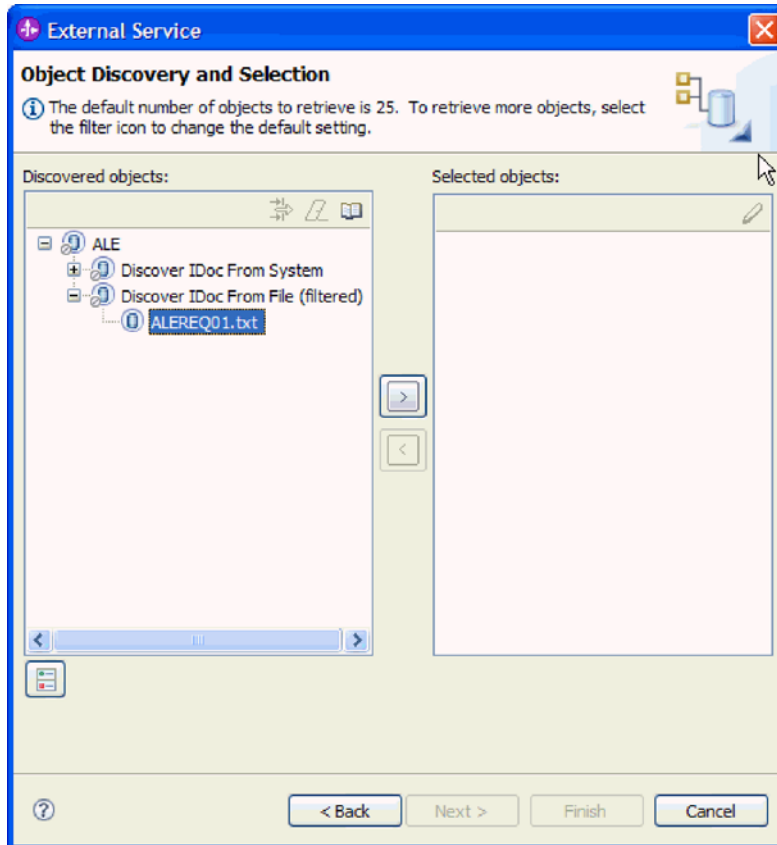 External Service
Object Discovery and Selection
The default number of objects to retrieve is 25. To retrieve more objects, select
the filter icon to change the default setting.
Discovered objects:
Selected objects:
ALE
Discover IDoc From System
Discover IDoc From File (filtered)
ALEREQ01.txt
>
<
? < Back Next > Finish Cancel